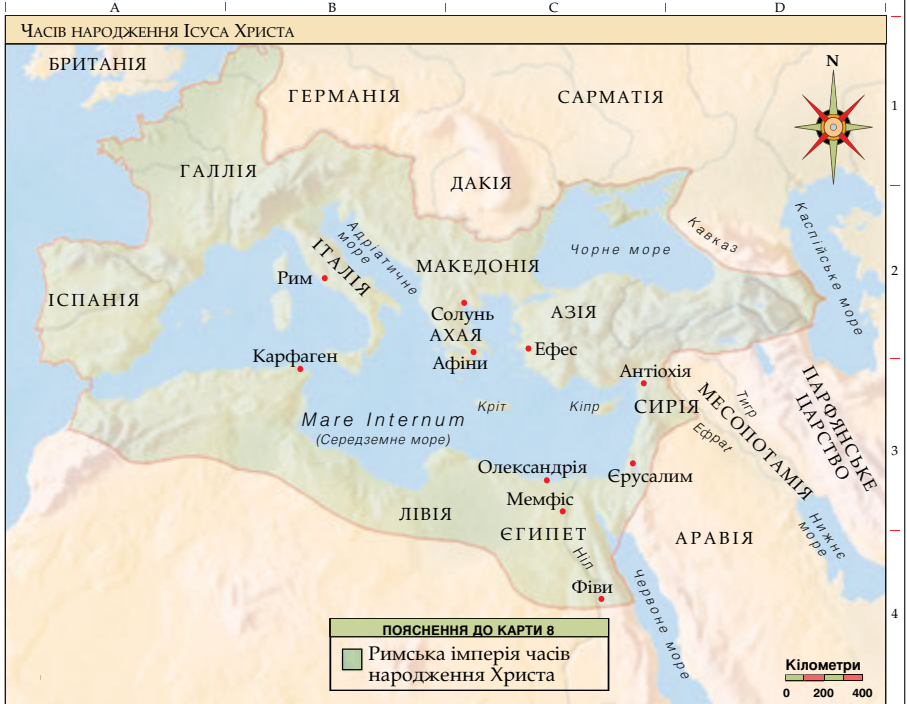 A B C D
Часів народження Ісуса Христа
БРИТАНІЯ
N
ГЕРМАНІЯ
САРМАТІЯ
1
ГАЛЛІЯ
ДАКІЯ
Каспійське море
Кавказ
Адріатичне
море
Чорне море
ІТАЛІЯ
МАКЕДОНІЯ
2
Рим
ІСПАНІЯ
Солунь
АЗІЯ
АХАЯ
Афіни
Ефес
Карфаген
Антіохія
ПАРФЯНСЬКЕ
ЦАРСТВО
МЕСОПОТАМІЯ
Тигр
Кріт
Кіпр
СИРІЯ
Mare Internum
(Середземне море)
Ефрат
3
Олександрія
Єрусалим
Мемфіс
ЛІВІЯ
ЄГИПЕТ
АРАВІЯ
Нижнє
море
Ніл
Фіви
Червоне море
4
ПОЯСНЕННЯ ДО КАРТИ 8
Римська імперія часів
народження Христа
Кілометри
0 200 400